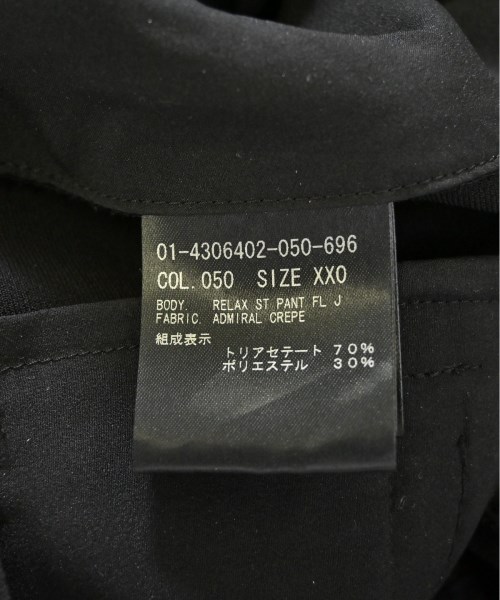 01-4306402-050-696
COL.050 SIZE XXO
BODY. RELAX ST PANT FL J
FABRIC. ADMIRAL CREPE
組成表示
トリアセテート 70%
ポリエステル 30%